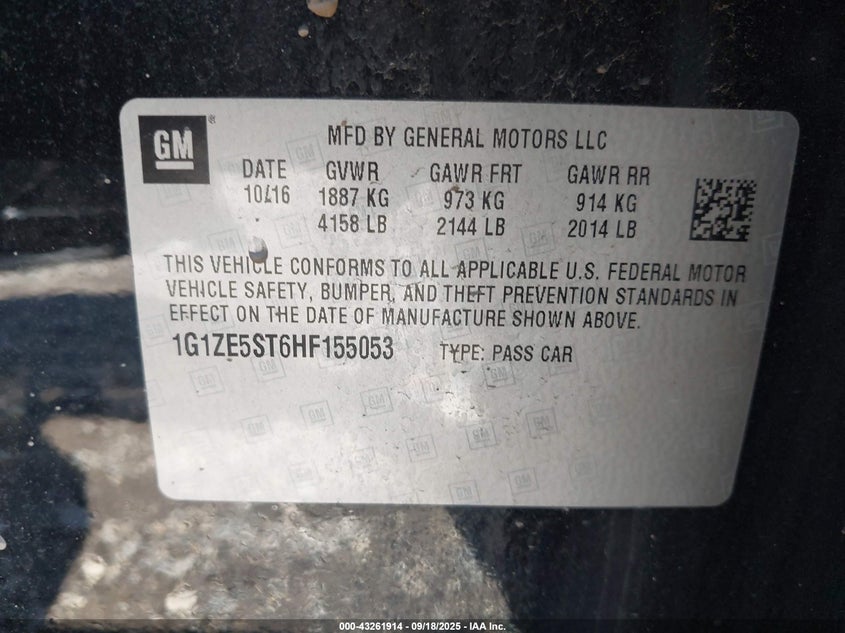 GM ®
MFD BY GENERAL MOTORS LLC
DATE GVWR GAWR FRT GAWR RR
10/16 1887 KG 973 KG 914 KG
4158 LB 2144 LB 2014 LB
THIS VEHICLE CONFORMS TO ALL APPLICABLE U.S. FEDERAL MOTOR
VEHICLE SAFETY, BUMPER, AND THEFT PREVENTION STANDARDS IN
EFFECT ON THE DATE OF MANUFACTURE SHOWN ABOVE.
1G1ZE5ST6HF155053 TYPE: PASS CAR
000-43261914 - 09/18/2025 - IAA Inc.